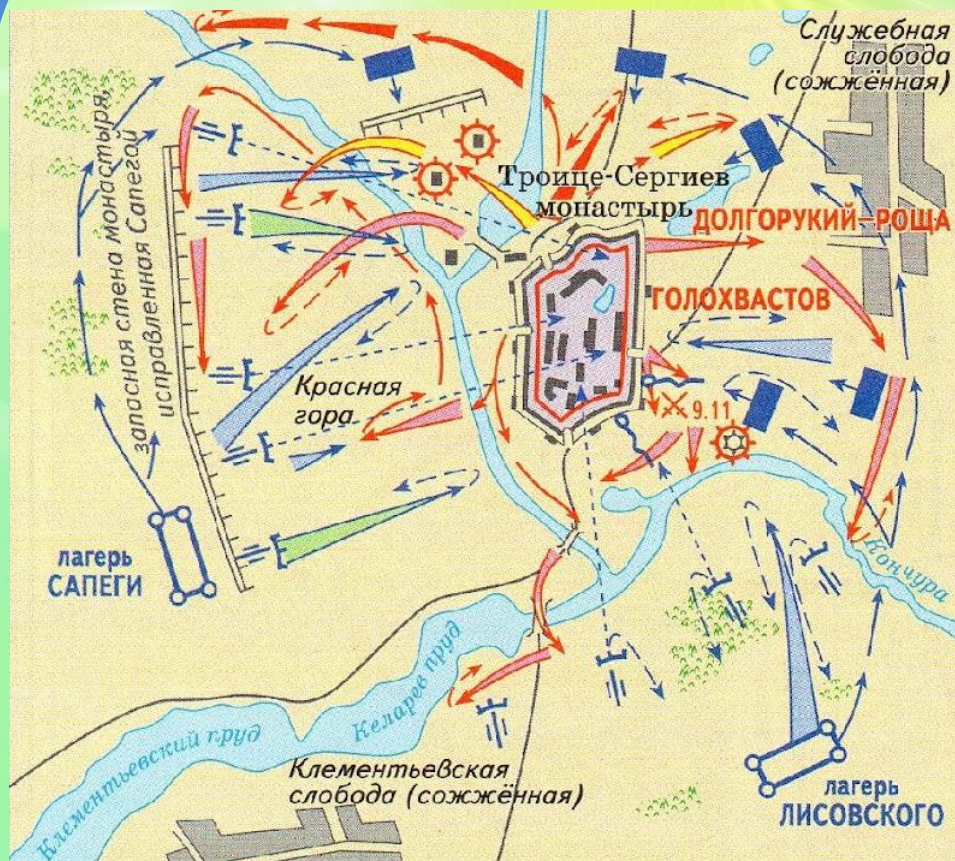 Служебная
слобода
(сожжённая)
запасная стена монастыря,
исправленная Сапегой
Троице-Сергиев
монастырь
ДОЛГОРУКИЙ–РОЩА
ГОЛОХВАСТОВ
Красная
гора
9.11
лагерь
САПЕГИ
Кончура
Келарев пруд
Клементьевский пруд
Клементьевская
слобода (сожжённая)
лагерь
ЛИСОВСКОГО